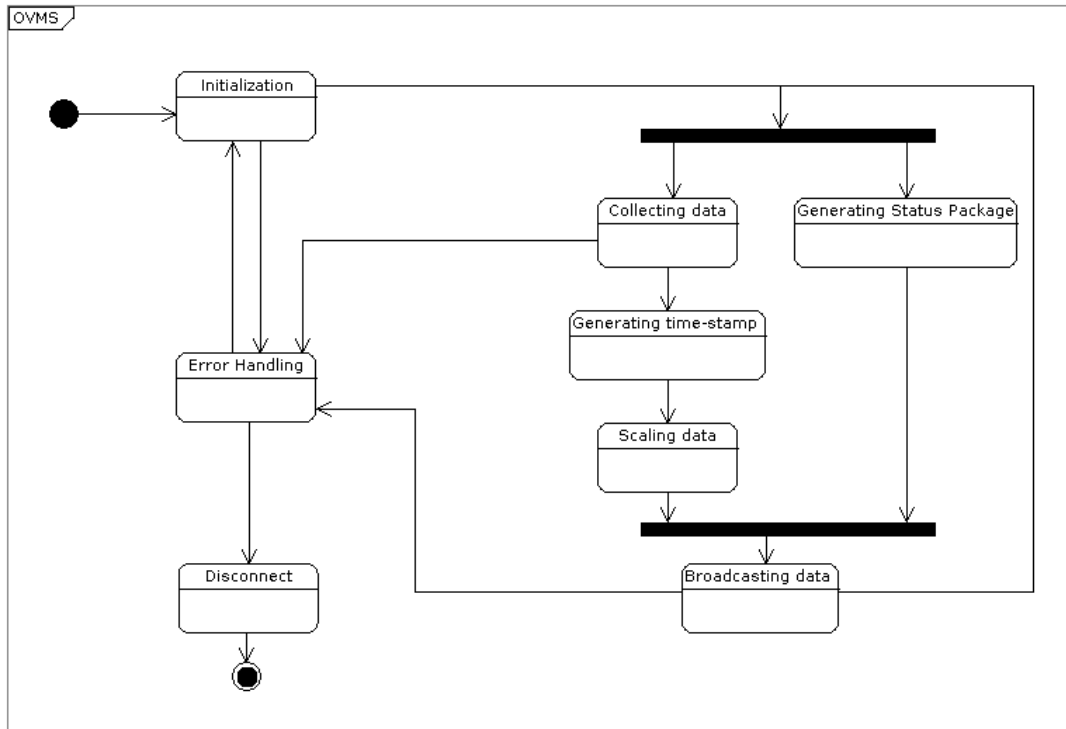 OVMS
Initialization
Collecting data
Generating Status Package
Generating time-stamp
Error Handling
Scaling data
Disconnect
Broadcasting data